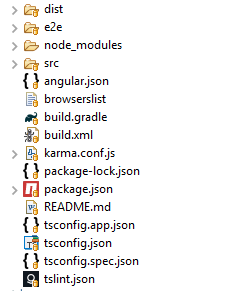 dist
e2e
node_modules
src
angular.json
browserslist
build.gradle
build.xml
karma.conf.js
package-lock.json
package.json
README.md
tsconfig.app.json
tsconfig.json
tsconfig.spec.json
tslint.json